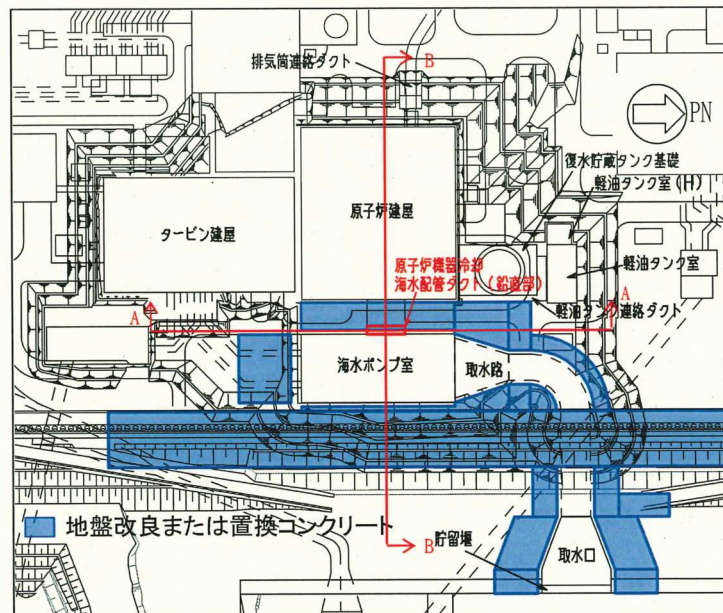 排気筒連絡ダクト
B
PN
復水貯蔵タンク基礎
軽油タンク室(H)
原子炉建屋
タービン建屋
軽油タンク室
原子炉機器冷却
海水配管ダクト(鉛直部)
A
A
軽油タンク連絡ダクト
海水ポンプ室
取水路
地盤改良または置換コンクリート
貯留堰
取水口
B